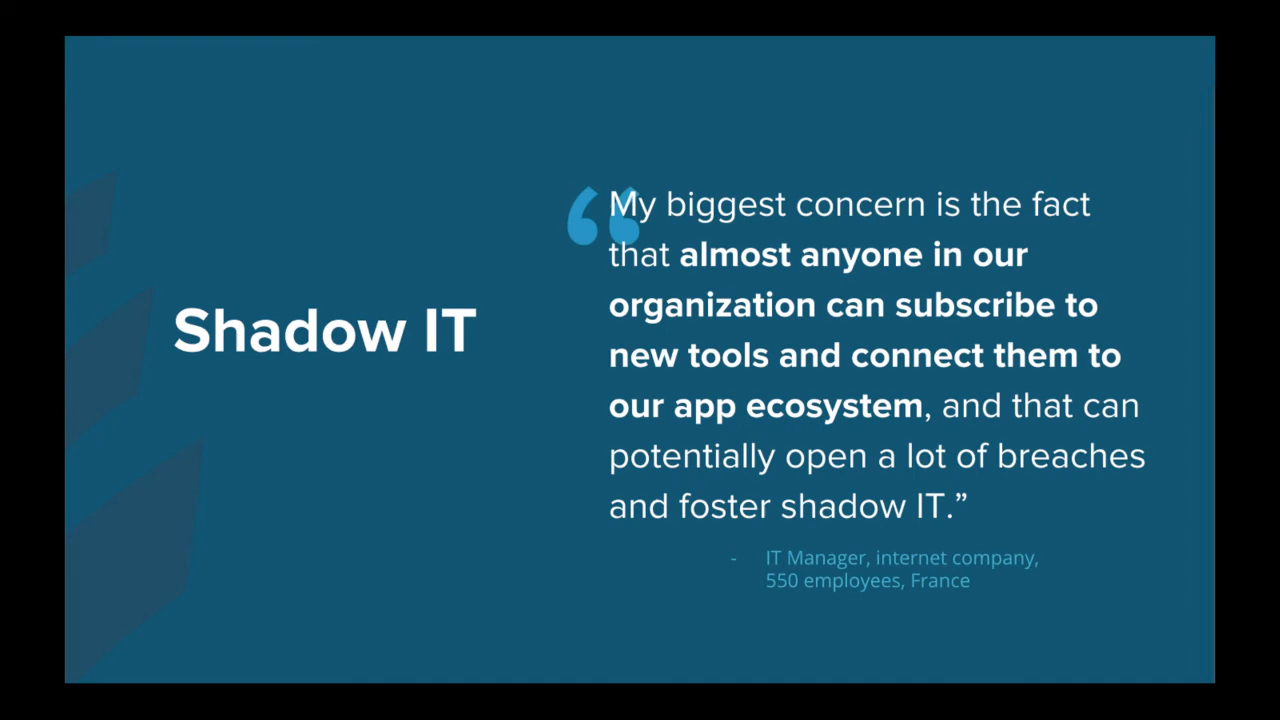 Shadow IT
“My biggest concern is the fact
that almost anyone in our
organization can subscribe to
new tools and connect them to
our app ecosystem, and that can
potentially open a lot of breaches
and foster shadow IT.”
- IT Manager, internet company,
550 employees, France